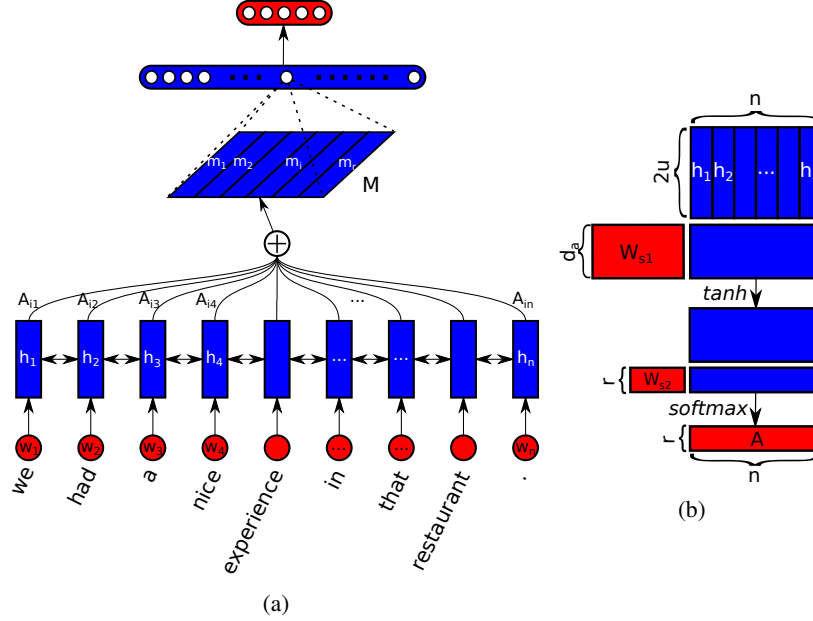 m1 m2 mi mr
M
Ai1 Ai2 Ai3 Ai4 ... Ain
h1 h2 h3 h4 ... ... hn
w1 w2 w3 w4 ... ... wn
we had a nice experience in that restaurant .
(a)
n
2u
h1 h2 ... h
da
Ws1
tanh
r
Ws2
softmax
r
A
n
(b)